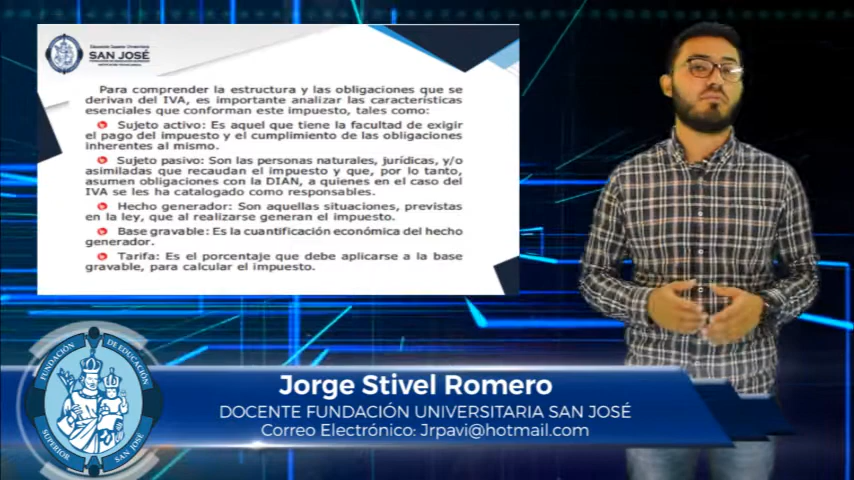 Educación Superior Universitaria
SAN JOSÉ
Para comprender la estructura y las obligaciones que se
derivan del IVA, es importante analizar las características
esenciales que conforman este impuesto, tales como:
Sujeto activo: Es aquel que tiene la facultad de exigir
el pago del impuesto y el cumplimiento de las obligaciones
inherentes al mismo.
Sujeto pasivo: Son las personas naturales, jurídicas, y/o
asimiladas que recaudan el impuesto y que, por lo tanto,
asumen obligaciones con la DIAN, a quienes en el caso del
IVA se les ha catalogado como responsables.
Hecho generador: Son aquellas situaciones, previstas
en la ley, que al realizarse generan el impuesto.
Base gravable: Es la cuantificación económica del hecho
generador.
Tarifa: Es el porcentaje que debe aplicarse a la base
gravable, para calcular el impuesto.
FUNDACIÓN DE EDUCACIÓN
SUPERIOR SAN JOSÉ
Jorge Stivel Romero
DOCENTE FUNDACIÓN UNIVERSITARIA SAN JOSÉ
Correo Electrónico: Jrpavi@hotmail.com